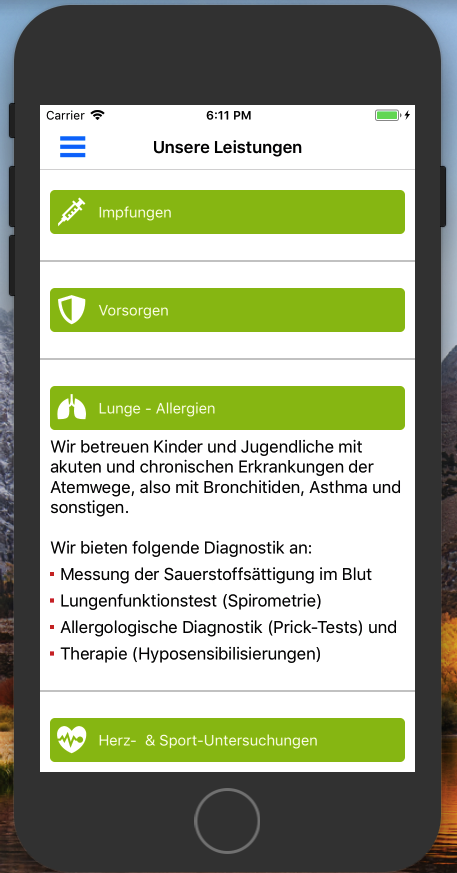 Carrier 6:11 PM
Unsere Leistungen
Impfungen
Vorsorgen
Lunge - Allergien
Wir betreuen Kinder und Jugendliche mit
akuten und chronischen Erkrankungen der
Atemwege, also mit Bronchitiden, Asthma und
sonstigen.
Wir bieten folgende Diagnostik an:
Messung der Sauerstoffsättigung im Blut
Lungenfunktionstest (Spirometrie)
Allergologische Diagnostik (Prick-Tests) und
Therapie (Hyposensibilisierungen)
Herz- & Sport-Untersuchungen